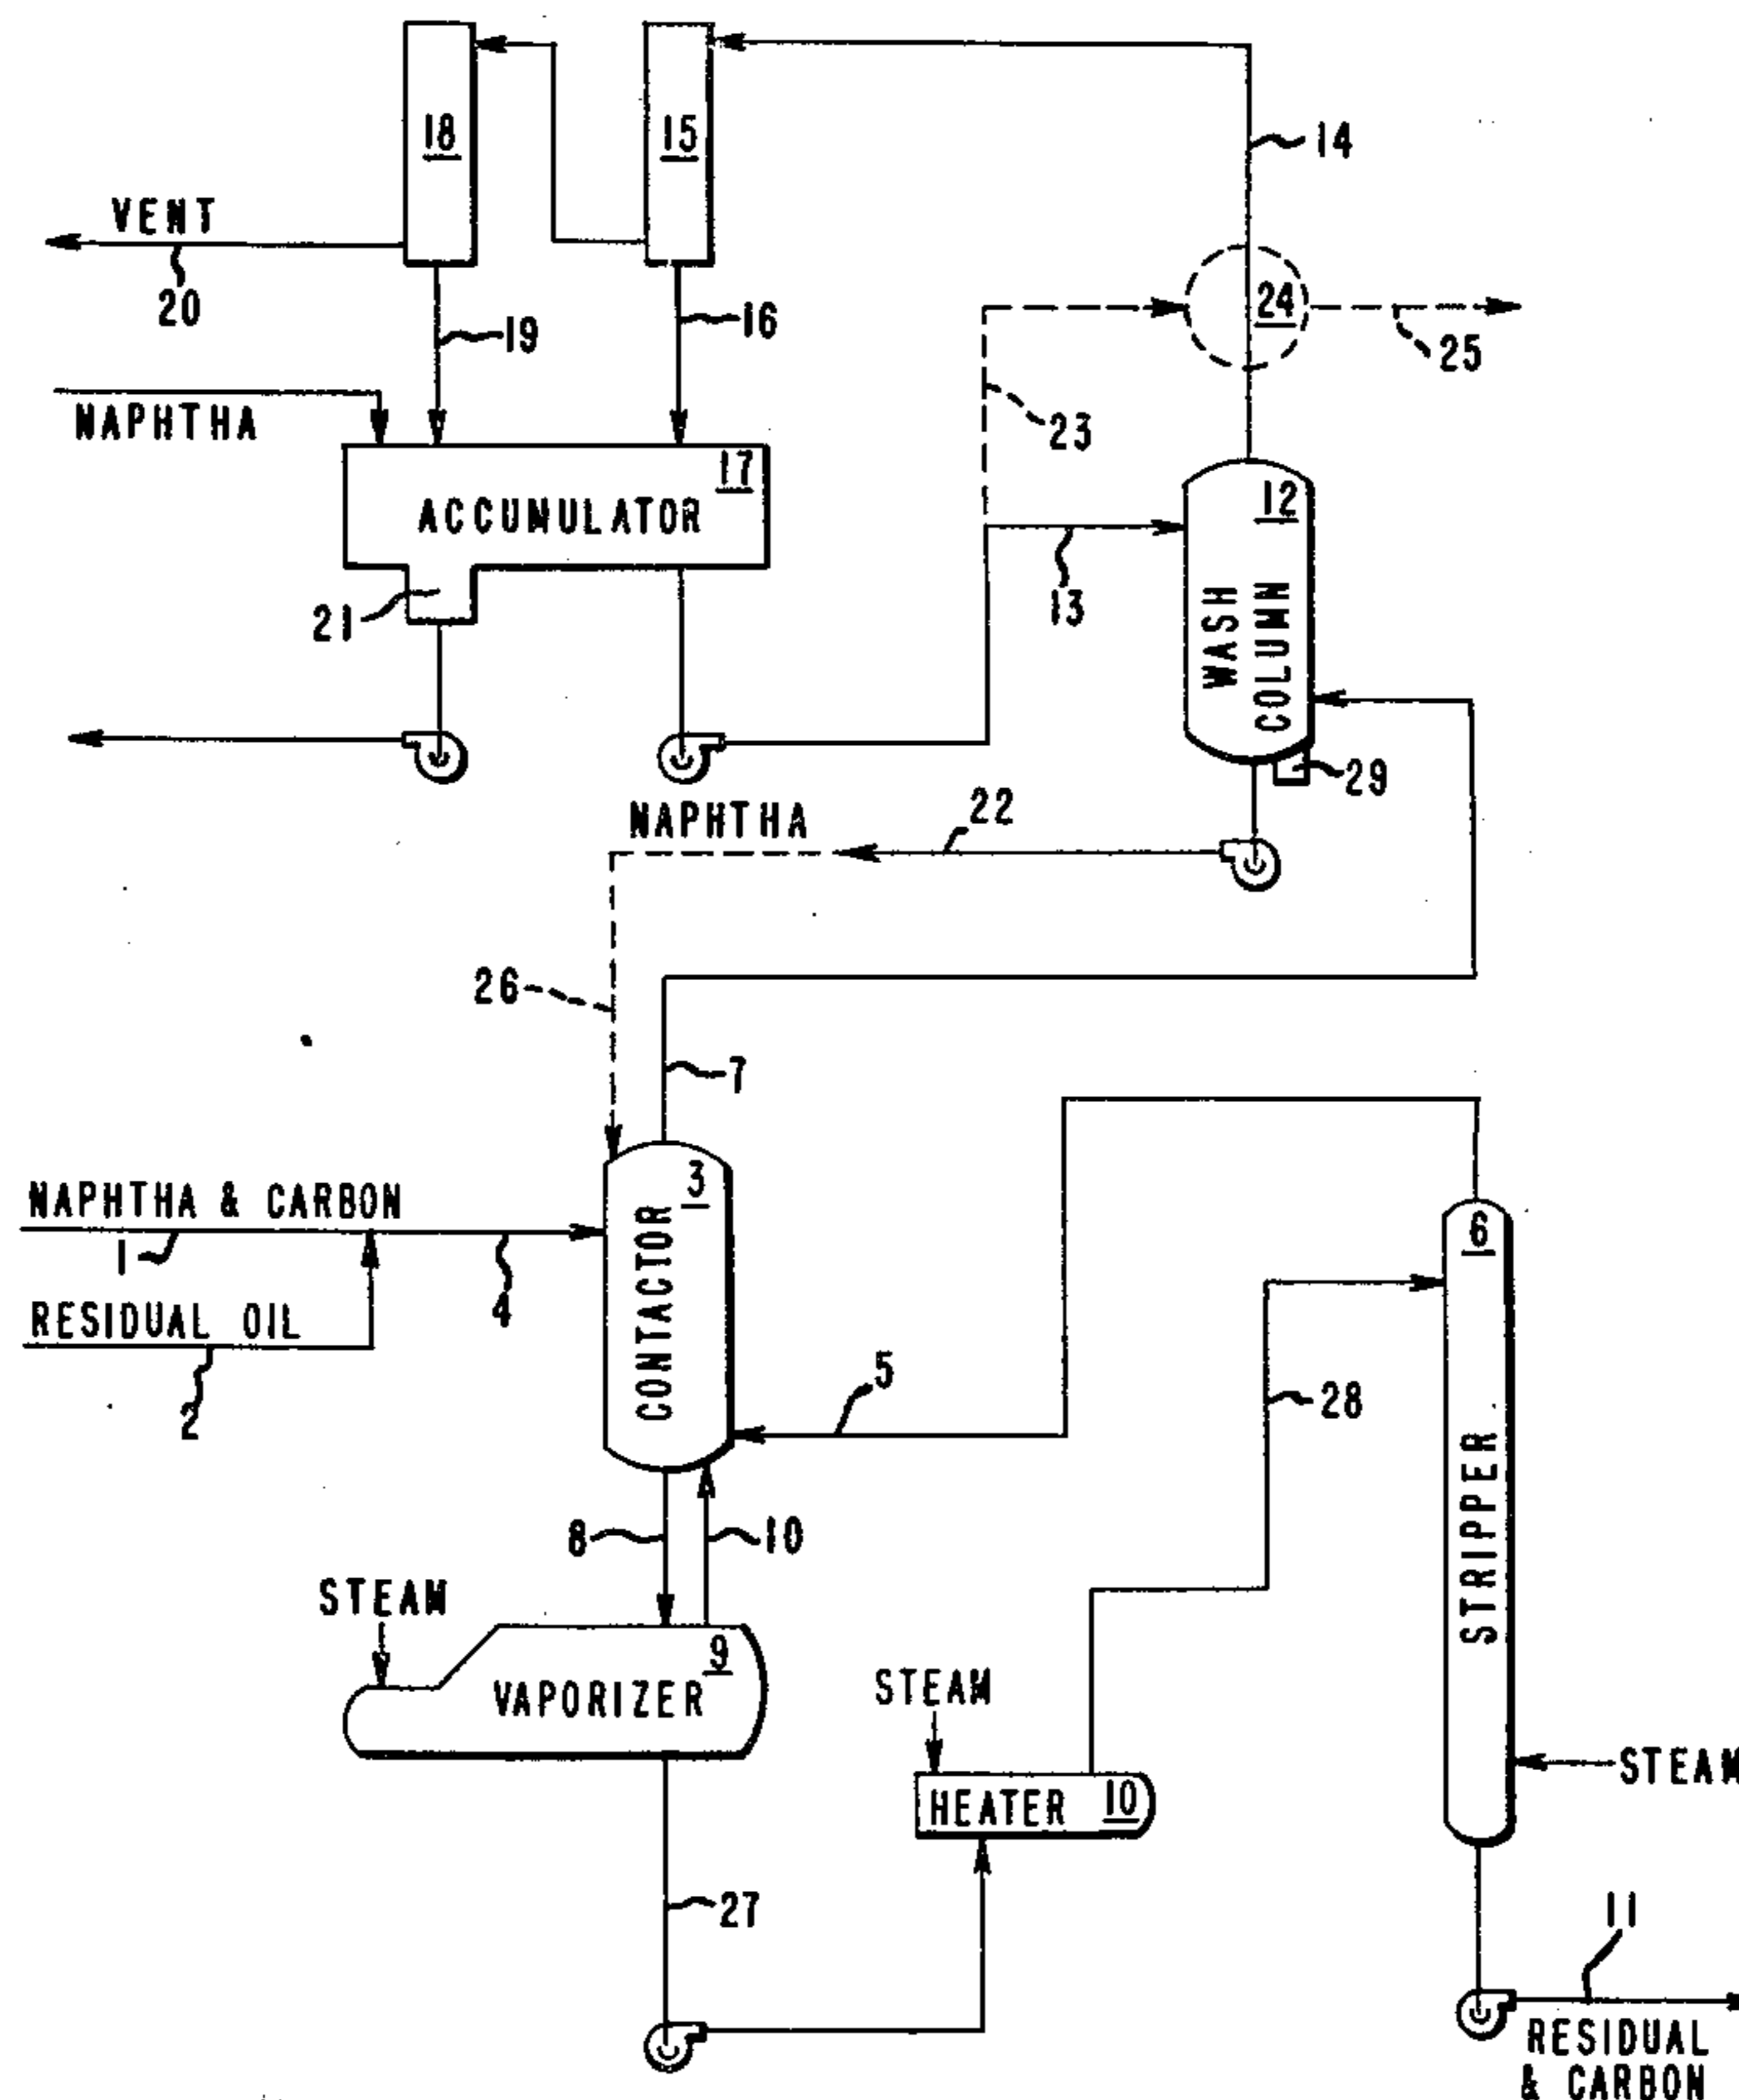 18
15
14
VENT
20
19
16
24
25
NAPHTHA
23
17
ACCUMULATOR
12
WASH
COLUMN
21
13
29
NAPHTHA
22
26
7
3
CONTACTOR
NAPHTHA & CARBON
1
4
6
RESIDUAL OIL
2
5
28
STRIPPER
8
10
STEAM
9
VAPORIZER
STEAM
HEATER
10
STEAM
27
11
RESIDUAL
& CARBON